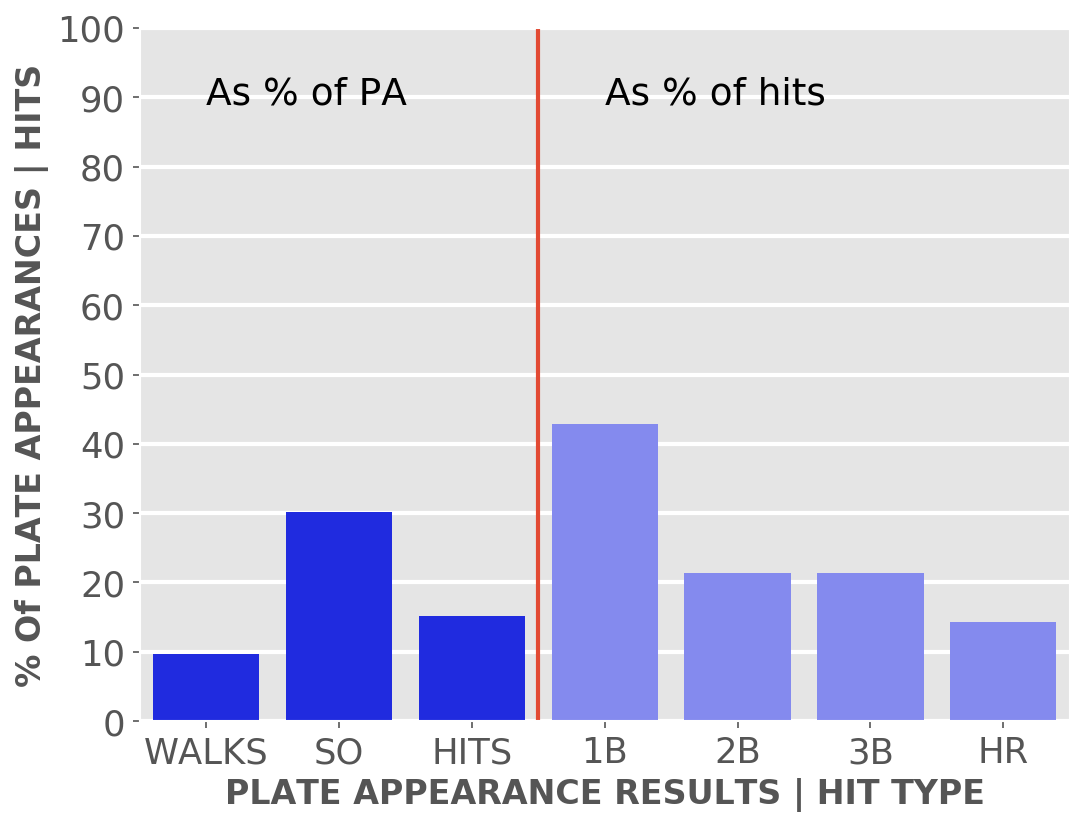 % Of PLATE APPEARANCES | HITS
100
90
80
70
60
50
40
30
20
10
0
As % of PA
As % of hits
WALKS SO HITS 1B 2B 3B HR
PLATE APPEARANCE RESULTS | HIT TYPE